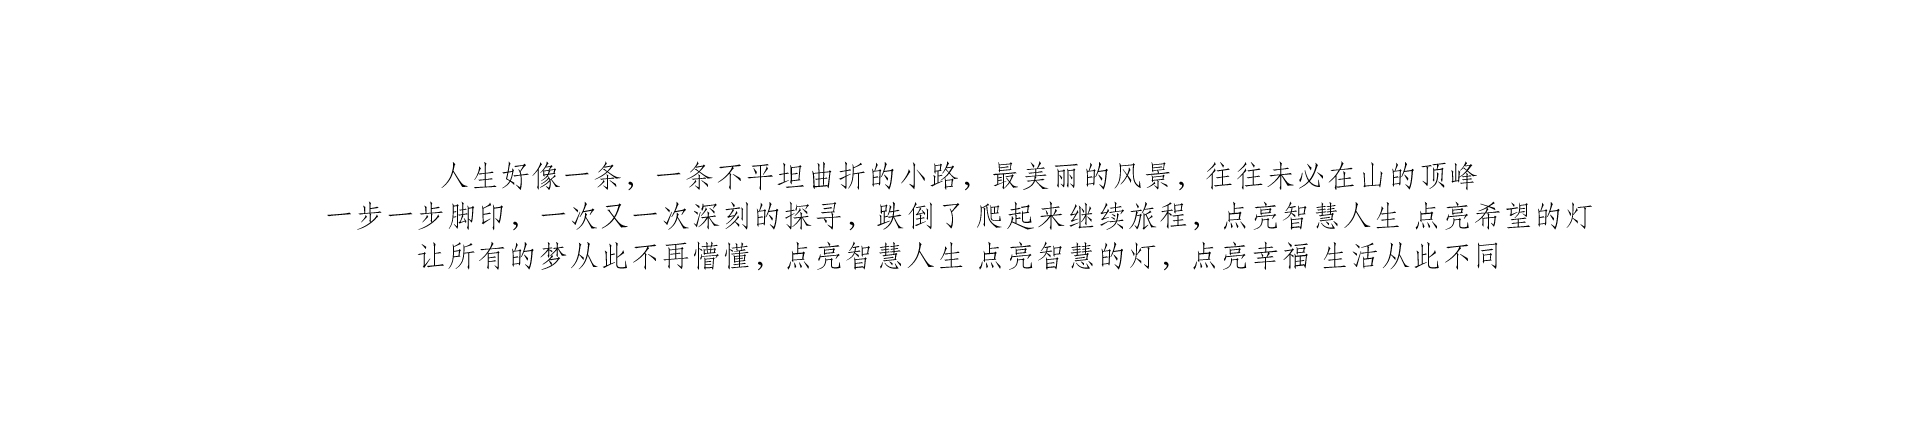 人生好像一条，一条不平坦曲折的小路，最美丽的风景，往往未必在山的顶峰
一步一步脚印，一次又一次深刻的探寻，跌倒了 爬起来继续旅程，点亮智慧人生 点亮希望的灯
让所有的梦从此不再懵懂，点亮智慧人生 点亮智慧的灯，点亮幸福 生活从此不同